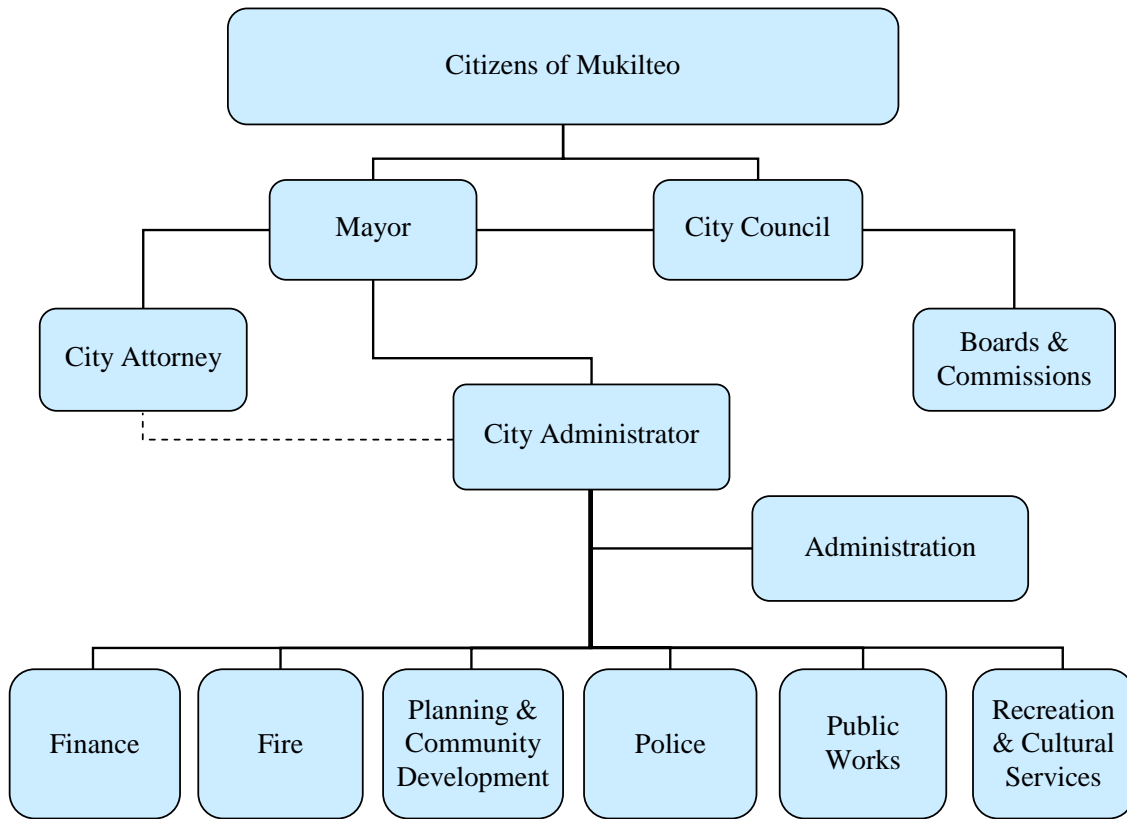 Citizens of Mukilteo
Mayor
City Council
City Attorney
Boards &
Commissions
City Administrator
Administration
Finance
Fire
Planning &
Community
Development
Police
Public
Works
Recreation
& Cultural
Services